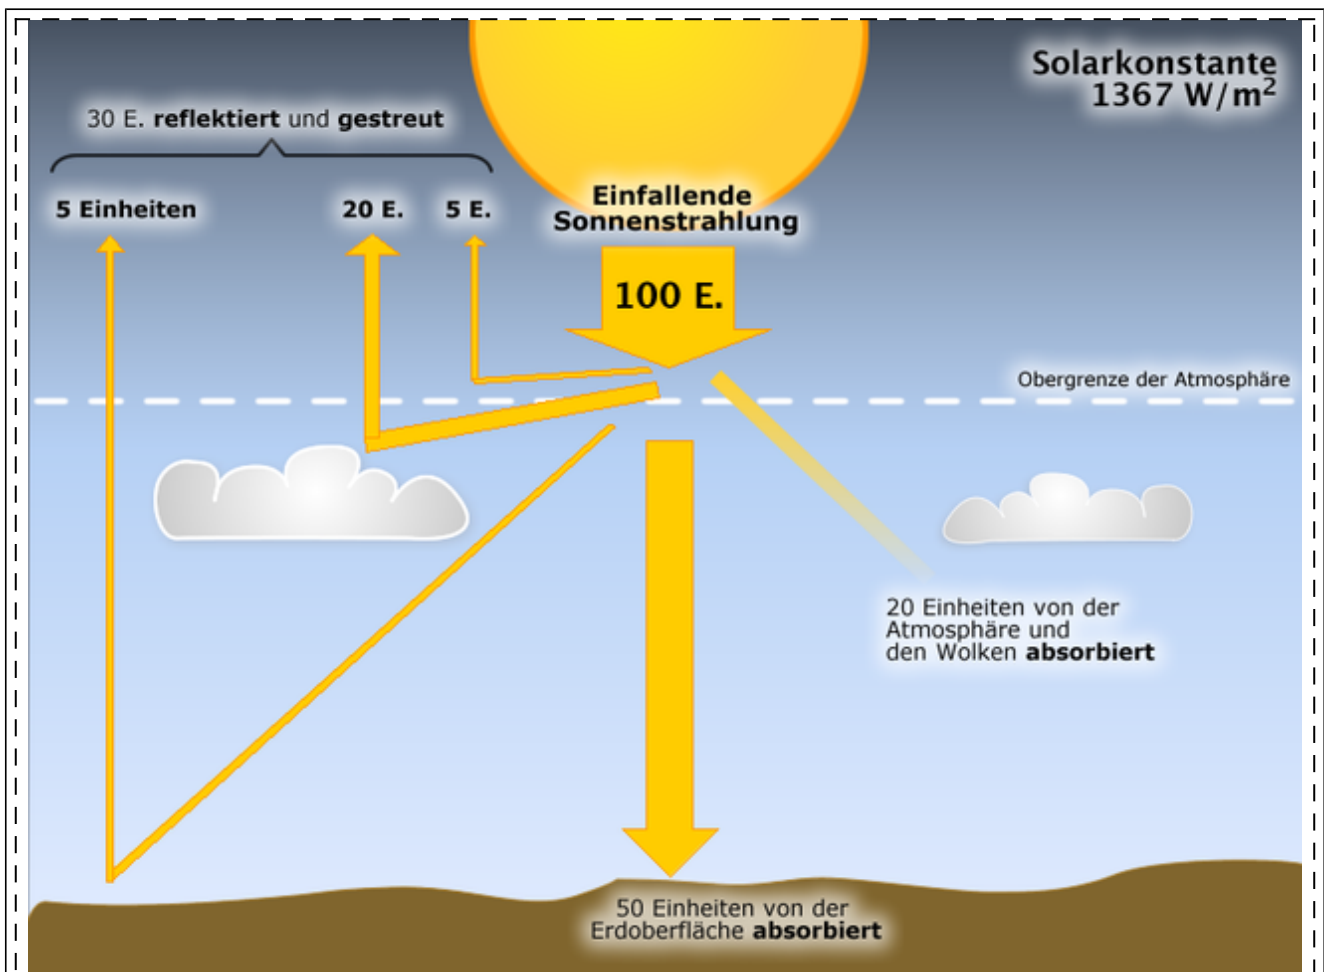 Solarkonstante
1367 W/m²
30 E. reflektiert und gestreut
5 Einheiten
20 E.
5 E.
Einfallende
Sonnenstrahlung
100 E.
Obergrenze der Atmosphäre
20 Einheiten von der
Atmosphäre und
den Wolken absorbiert
50 Einheiten von der
Erdoberfläche absorbiert